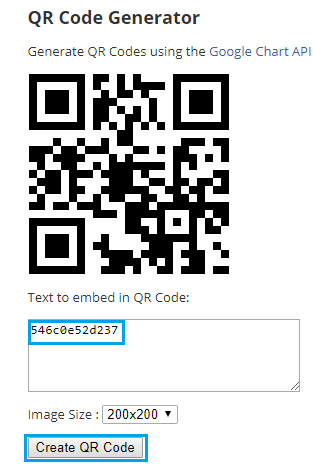 QR Code Generator
Generate QR Codes using the Google Chart API
Text to embed in QR Code:
546c0e52d237
Image Size : 200x200
Create QR Code